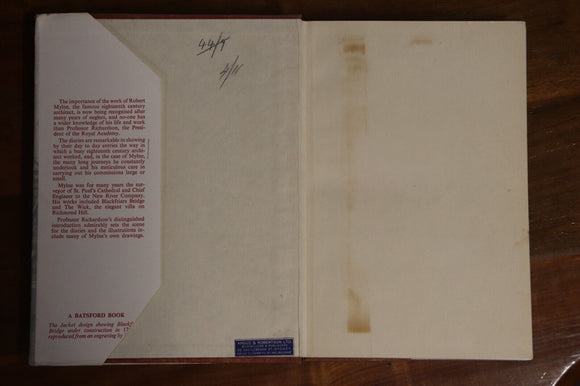 The importance of the work of Robert
Mylne, the famous eighteenth century
architect, is now being recognised after
many years of neglect, and no-one has
a wider knowledge of his life and work
than Professor Richardson, the Presi-
dent of the Royal Academy.
The diaries are remarkable in showing
by their day to day entries the way in
which a busy eighteenth century archi-
tect worked, and, in the case of Mylne,
the many long journeys he constantly
undertook and his meticulous care in
carrying out his commissions large or
small.
Mylne was for many years the sur-
veyor of St. Paul's Cathedral and Chief
Engineer to the New River Company.
His works included Blackfriars Bridge
and The Wick, the elegant villa on
Richmond Hill.
Professor Richardson's distinguished
introduction admirably sets the scene
for the diaries and the illustrations in-
clude many of Mylne's own drawings.
A BATSFORD BOOK
The Jacket design showing Blackf
Bridge under construction in 17
reproduced from an engraving by
ANGUS & ROBERTSON LTD.